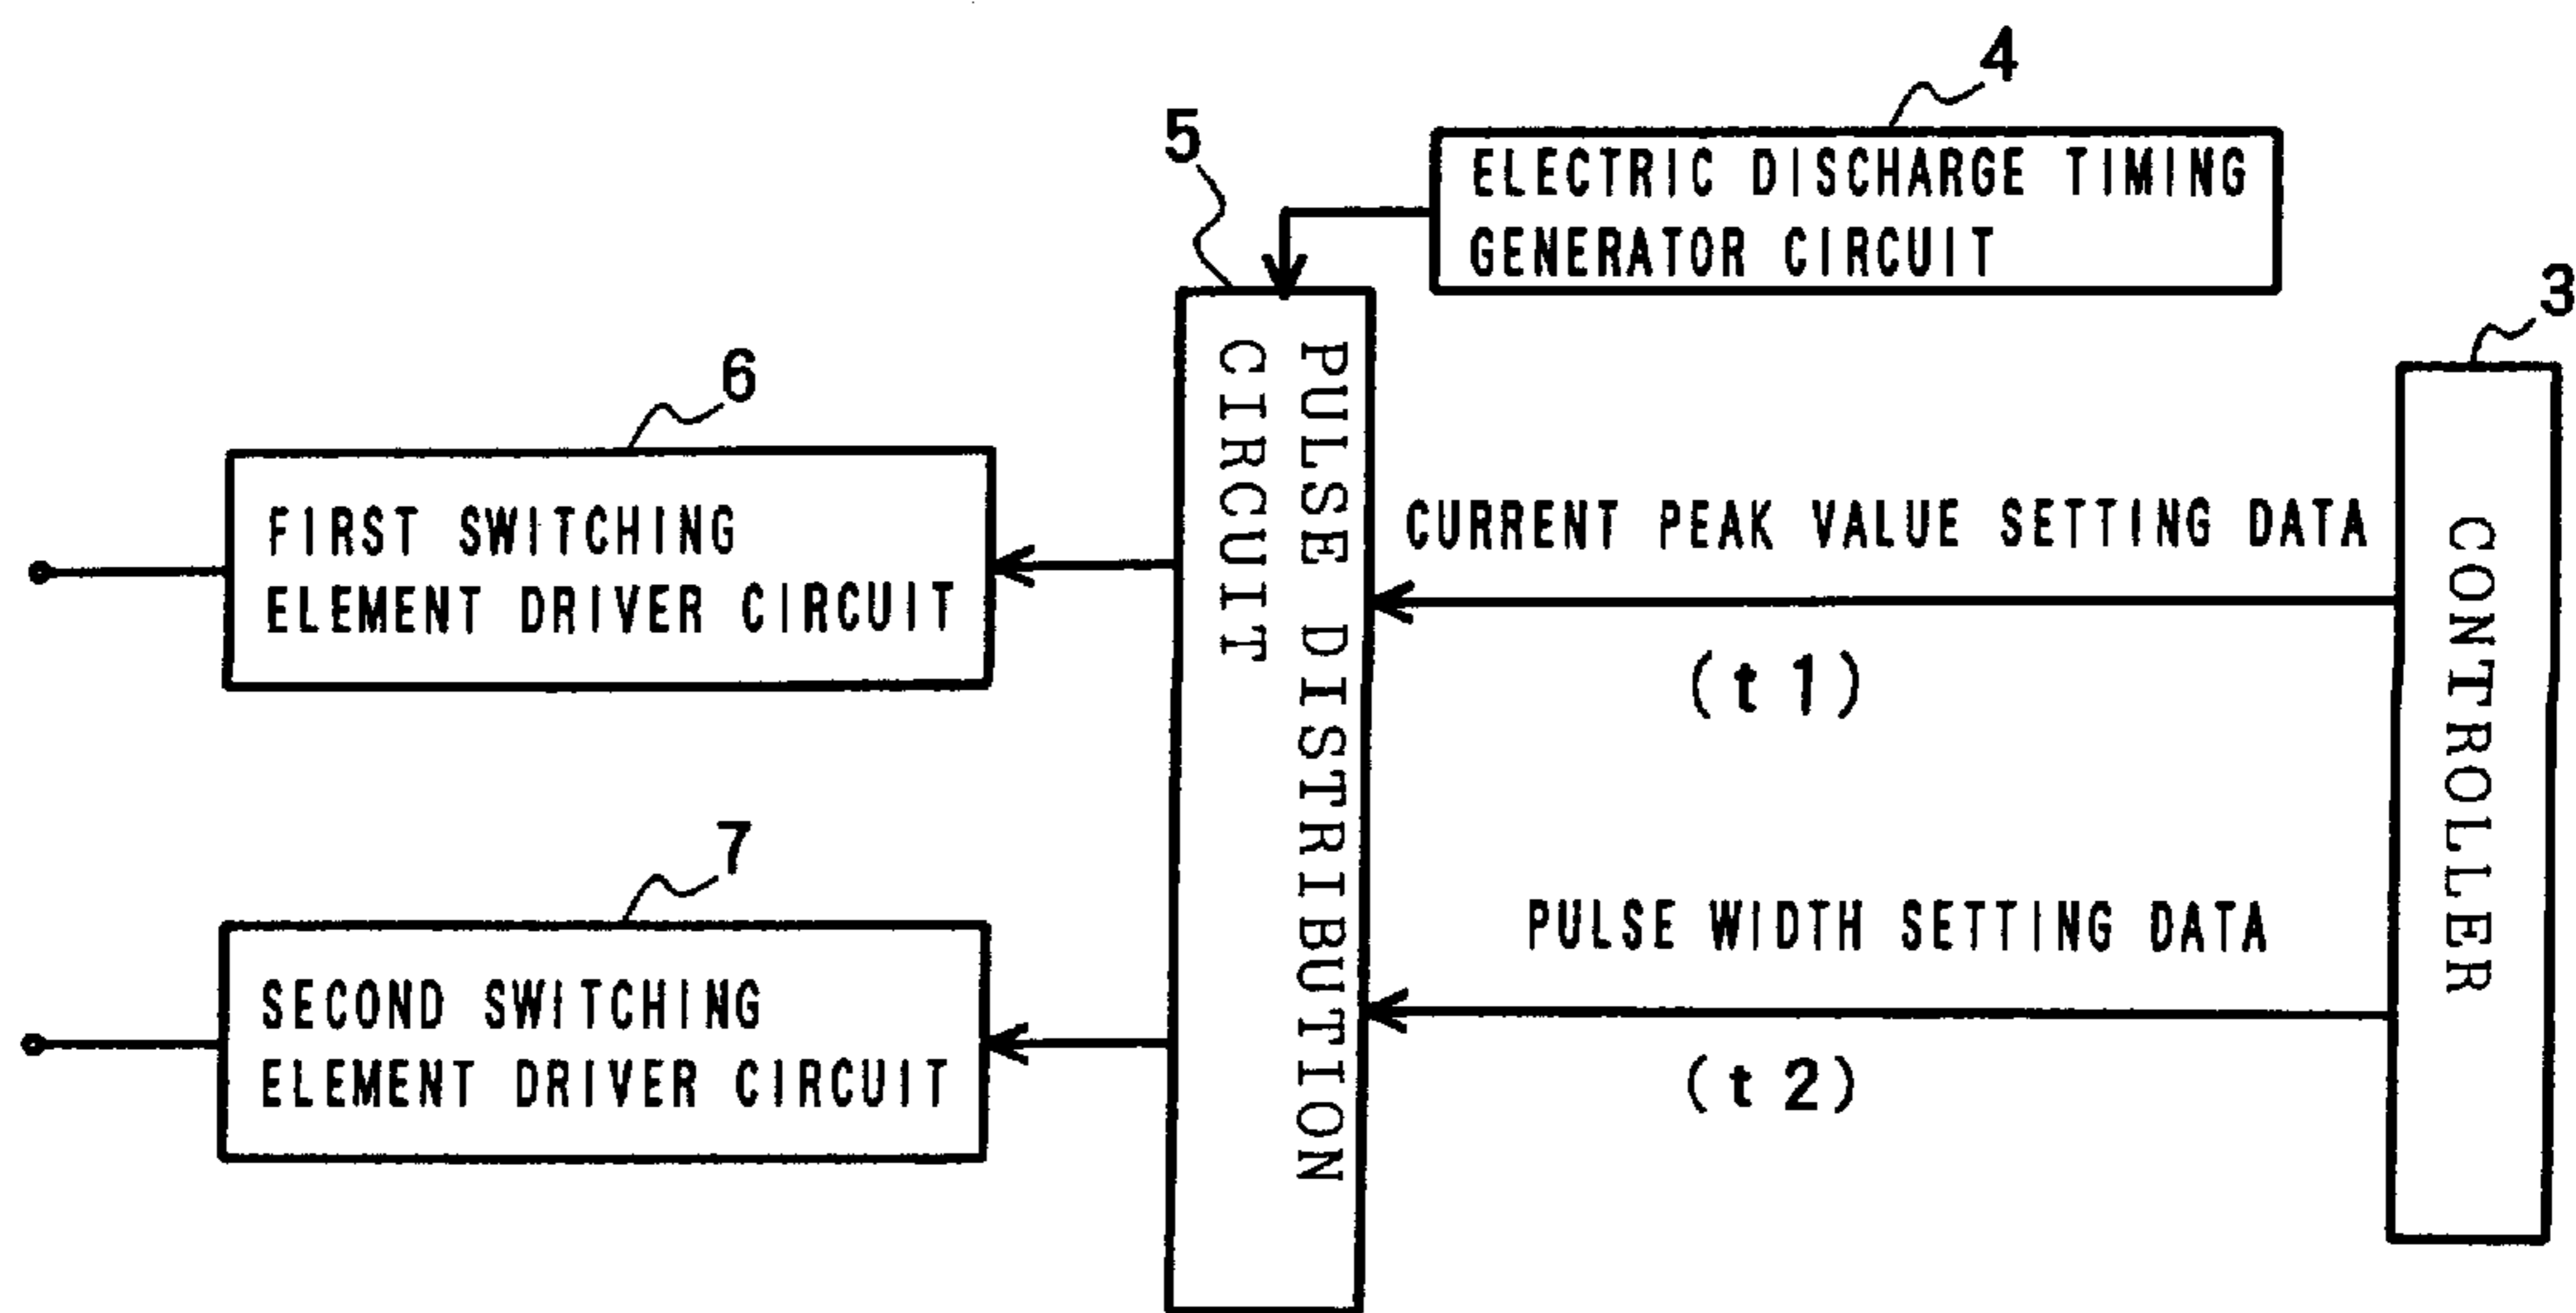 4
ELECTRIC DISCHARGE TIMING
GENERATOR CIRCUIT
5
3
PULSE DISTRIBUTION
CIRCUIT
6
FIRST SWITCHING
ELEMENT DRIVER CIRCUIT
CURRENT PEAK VALUE SETTING DATA
(t1)
CONTROLLER
7
SECOND SWITCHING
ELEMENT DRIVER CIRCUIT
PULSE WIDTH SETTING DATA
(t2)